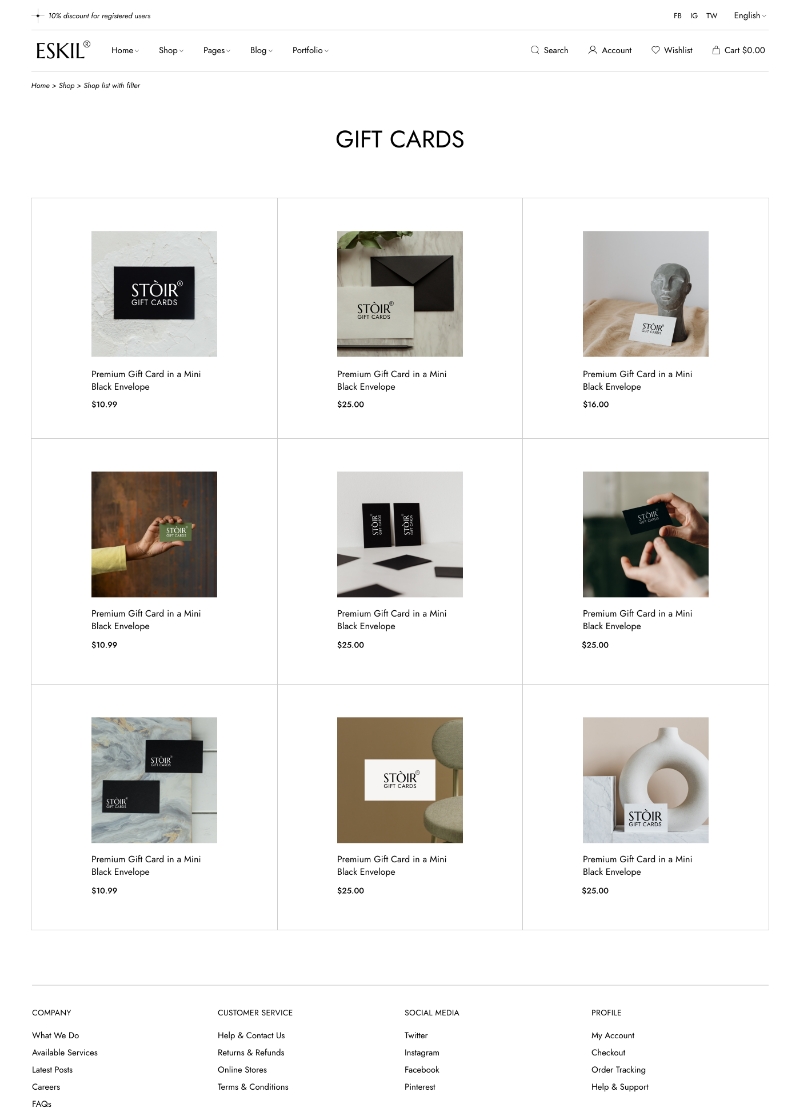 10% discount for registered users
FB IG TW English
ESKIL®
Home Shop Pages Blog Portfolio
Search Account Wishlist Cart $0.00
Home > Shop > Shop list with filter
GIFT CARDS
STÒIR®
GIFT CARDS
STÒIR®
GIFT CARDS
STÒIR®
GIFT CARDS
Premium Gift Card in a Mini
Black Envelope
$10.99
Premium Gift Card in a Mini
Black Envelope
$25.00
Premium Gift Card in a Mini
Black Envelope
$16.00
STÒIR®
GIFT CARDS
STÒIR
GIFT CARDS
STÒIR
GIFT CARDS
STÒIR
GIFT CARDS
Premium Gift Card in a Mini
Black Envelope
$10.99
Premium Gift Card in a Mini
Black Envelope
$25.00
Premium Gift Card in a Mini
Black Envelope
$25.00
STÒIR®
GIFT CARDS
STÒIR®
GIFT CARDS
STÒIR®
GIFT CARDS
STÒIR
GIFT CARDS
Premium Gift Card in a Mini
Black Envelope
$10.99
Premium Gift Card in a Mini
Black Envelope
$25.00
Premium Gift Card in a Mini
Black Envelope
$25.00
COMPANY
What We Do
Available Services
Latest Posts
Careers
FAQs
CUSTOMER SERVICE
Help & Contact Us
Returns & Refunds
Online Stores
Terms & Conditions
SOCIAL MEDIA
Twitter
Instagram
Facebook
Pinterest
PROFILE
My Account
Checkout
Order Tracking
Help & Support